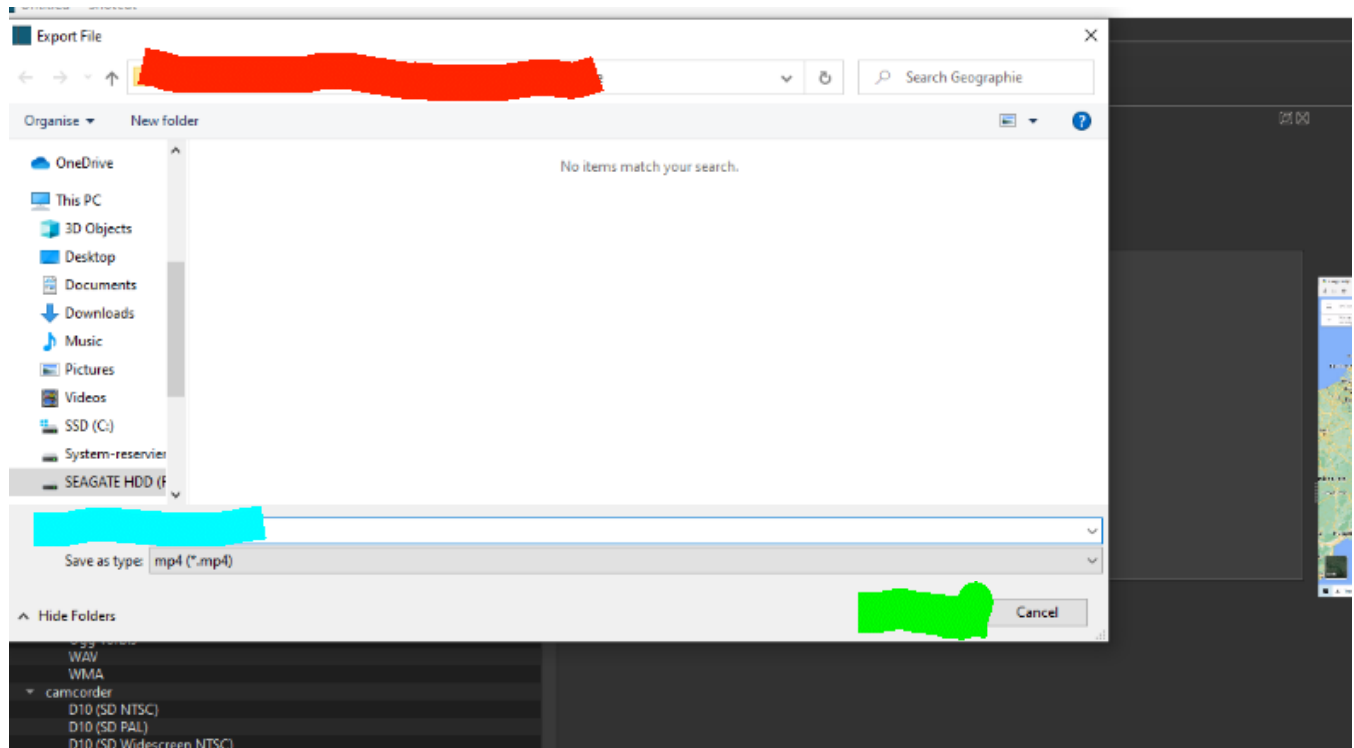 Export File
Search Geographie
Organise
New folder
OneDrive
This PC
3D Objects
Desktop
Documents
Downloads
Music
Pictures
Videos
SSD (C:)
System-reservier
SEAGATE HDD (F
No items match your search.
Save as type: mp4 (*.mp4)
Hide Folders
Cancel
WAV
WMA
camcorder
D10 (SD NTSC)
D10 (SD PAL)
D10 (SD Widescreen NTSC)